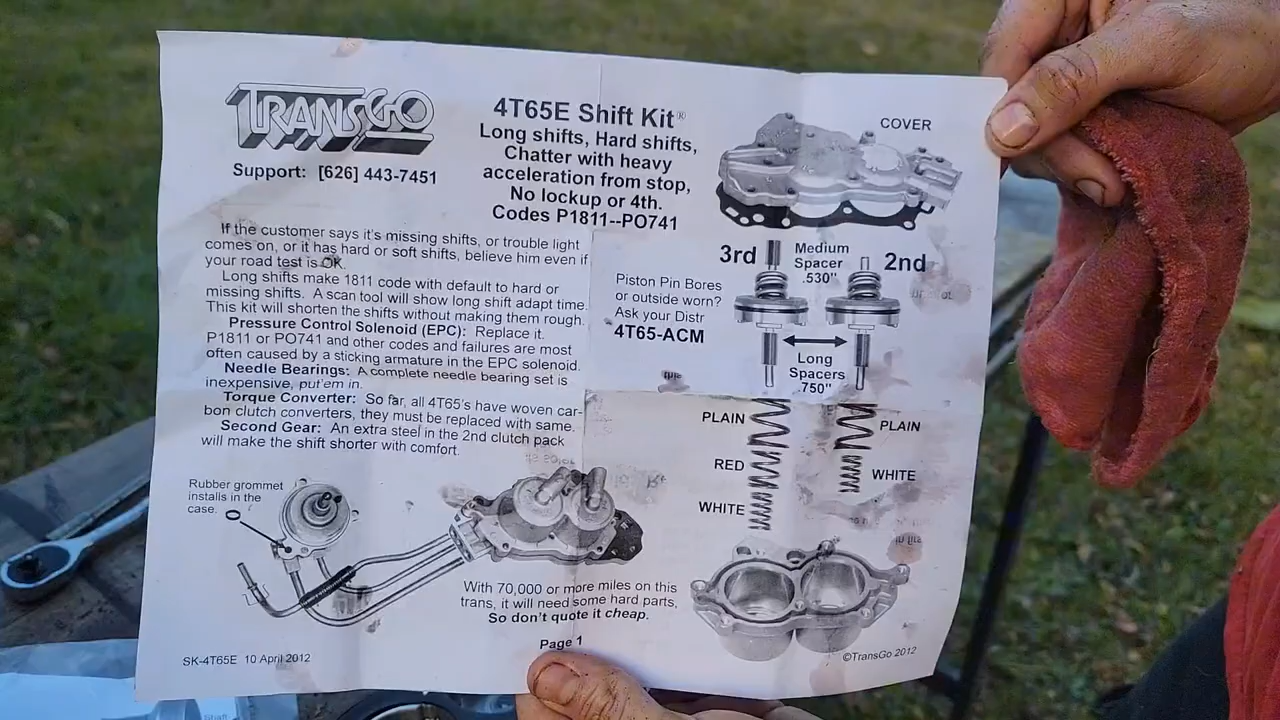 TRANSGO
Support: [626] 443-7451
4T65E Shift Kit®
Long shifts, Hard shifts,
Chatter with heavy
acceleration from stop,
No lockup or 4th.
Codes P1811--PO741
COVER
If the customer says it's missing shifts, or trouble light
comes on, or it has hard or soft shifts, believe him even if
your road test is OK.
Long shifts make 1811 code with default to hard or
missing shifts. A scan tool will show long shift adapt time.
This kit will shorten the shifts without making them rough.
Pressure Control Solenoid (EPC): Replace it.
P1811 or PO741 and other codes and failures are most
often caused by a sticking armature in the EPC solenoid.
Needle Bearings: A complete needle bearing set is
inexpensive, put'em in.
Torque Converter: So far, all 4T65's have woven car-
bon clutch converters, they must be replaced with same.
Second Gear: An extra steel in the 2nd clutch pack
will make the shift shorter with comfort.
3rd
Medium
Spacer
.530"
2nd
Piston Pin Bores
or outside worn?
Ask your Distr
4T65-ACM
Long
Spacers
.750"
PLAIN
PLAIN
RED
WHITE
WHITE
Rubber grommet
installs in the
case.
With 70,000 or more miles on this
trans, it will need some hard parts,
So don't quote it cheap.
Page 1
SK-4T65E 10 April 2012
©TransGo 2012